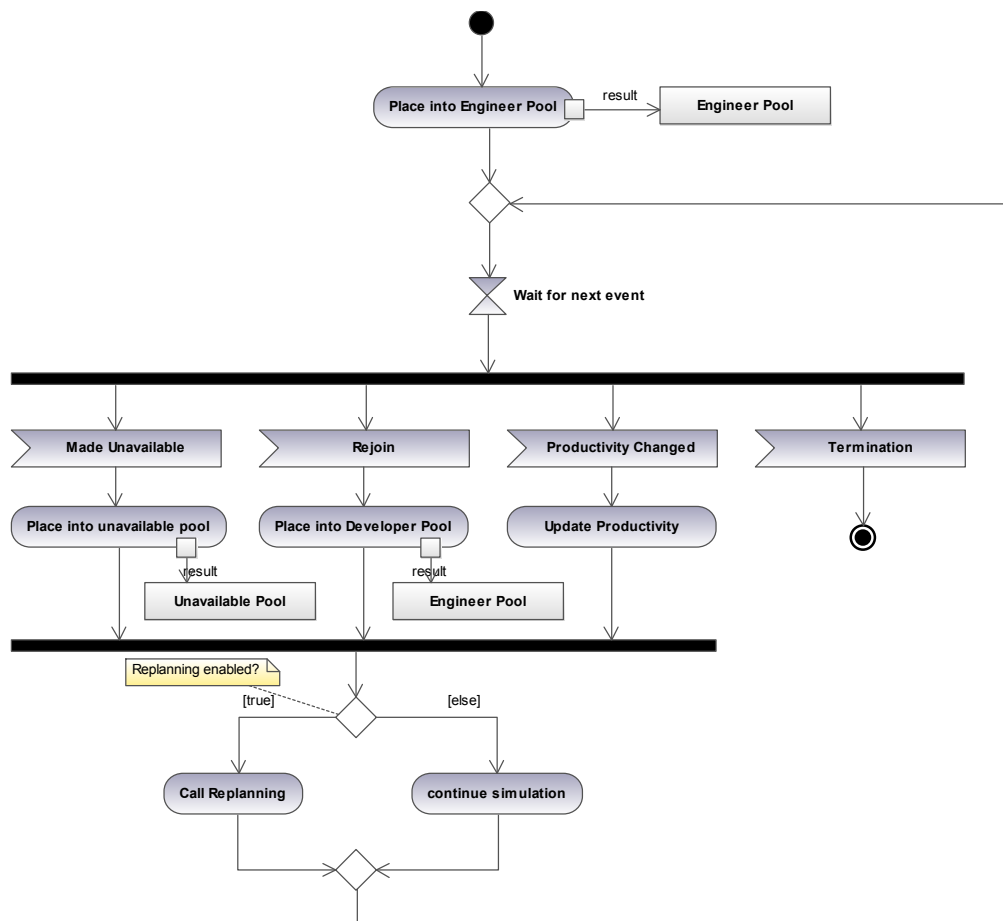 Place into Engineer Pool
result
Engineer Pool
Wait for next event
Made Unavailable
Rejoin
Productivity Changed
Termination
Place into unavailable pool
Place into Developer Pool
Update Productivity
result
result
Unavailable Pool
Engineer Pool
Replanning enabled?
[true]
[else]
Call Replanning
continue simulation